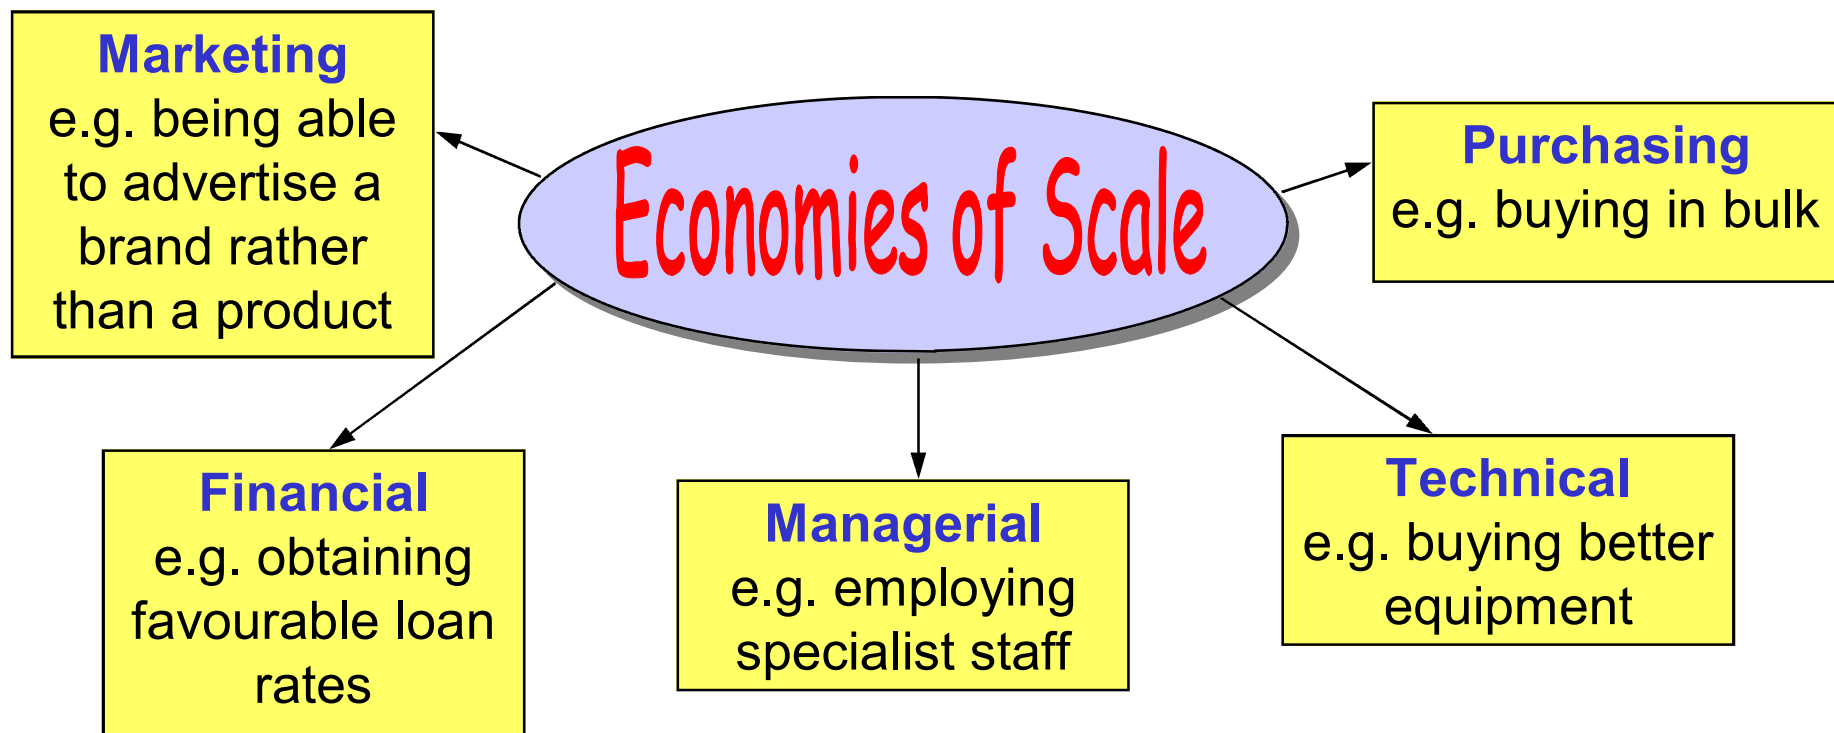 Marketing
e.g. being able
to advertise a
brand rather
than a product
Economies of Scale
Purchasing
e.g. buying in bulk
Financial
e.g. obtaining
favourable loan
rates
Managerial
e.g. employing
specialist staff
Technical
e.g. buying better
equipment